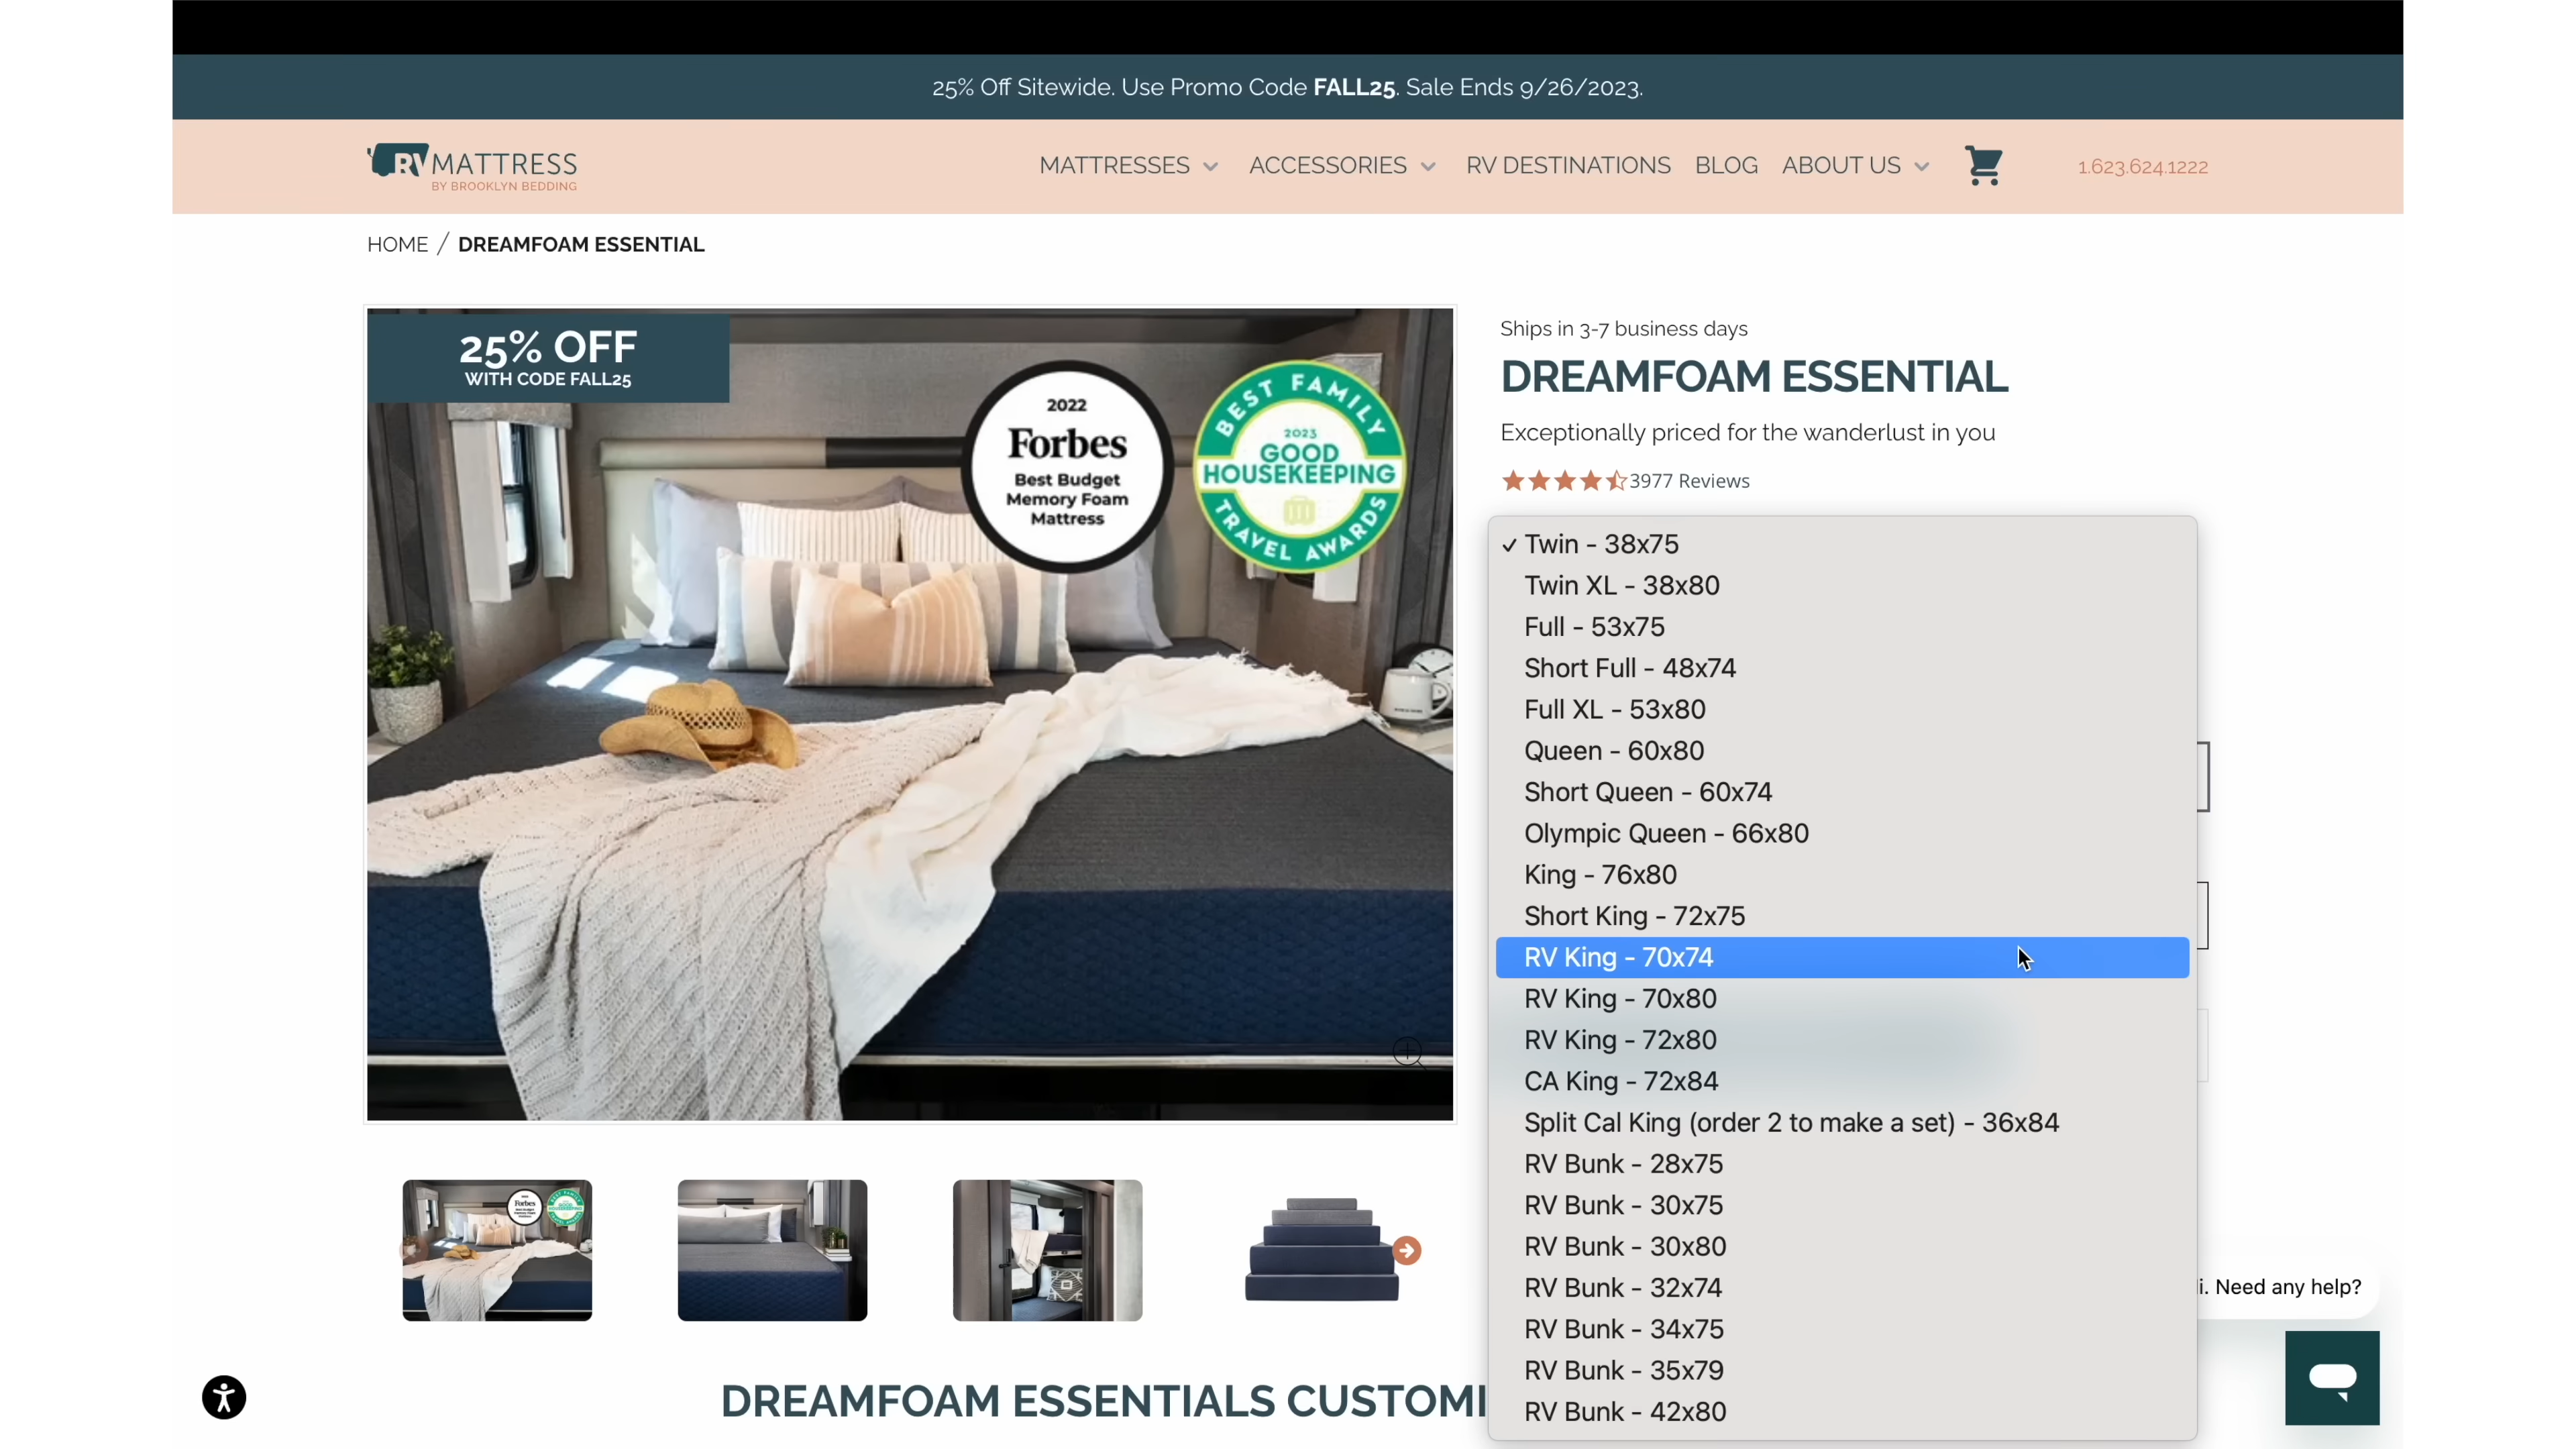 25% Off Sitewide. Use Promo Code FALL25. Sale Ends 9/26/2023.
RV MATTRESS
BY BROOKLYN BEDDING
MATTRESSES ACCESSORIES RV DESTINATIONS BLOG ABOUT US 1.623.624.1222
HOME / DREAMFOAM ESSENTIAL
25% OFF
WITH CODE FALL25
2022
Forbes
Best Budget
Memory Foam
Mattress
BEST FAMILY
2023
GOOD
HOUSEKEEPING
TRAVEL AWARDS
Ships in 3-7 business days
DREAMFOAM ESSENTIAL
Exceptionally priced for the wanderlust in you
3977 Reviews
✓ Twin - 38x75
Twin XL - 38x80
Full - 53x75
Short Full - 48x74
Full XL - 53x80
Queen - 60x80
Short Queen - 60x74
Olympic Queen - 66x80
King - 76x80
Short King - 72x75
RV King - 70x74
RV King - 70x80
RV King - 72x80
CA King - 72x84
Split Cal King (order 2 to make a set) - 36x84
RV Bunk - 28x75
RV Bunk - 30x75
RV Bunk - 30x80
RV Bunk - 32x74
RV Bunk - 34x75
RV Bunk - 35x79
RV Bunk - 42x80
i. Need any help?
DREAMFOAM ESSENTIALS CUSTOMI